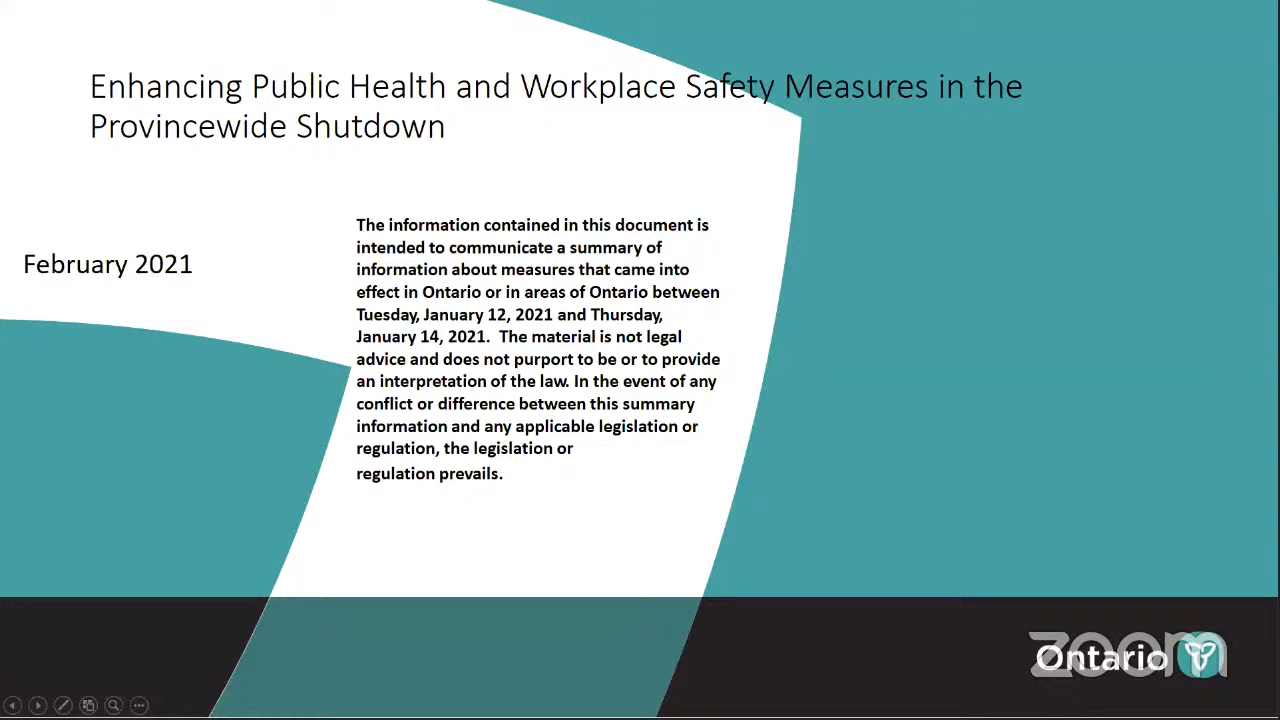 Enhancing Public Health and Workplace Safety Measures in the
Provincewide Shutdown
February 2021
The information contained in this document is
intended to communicate a summary of
information about measures that came into
effect in Ontario or in areas of Ontario between
Tuesday, January 12, 2021 and Thursday,
January 14, 2021.  The material is not legal
advice and does not purport to be or to provide
an interpretation of the law. In the event of any
conflict or difference between this summary
information and any applicable legislation or
regulation, the legislation or
regulation prevails.
zoom
Ontario